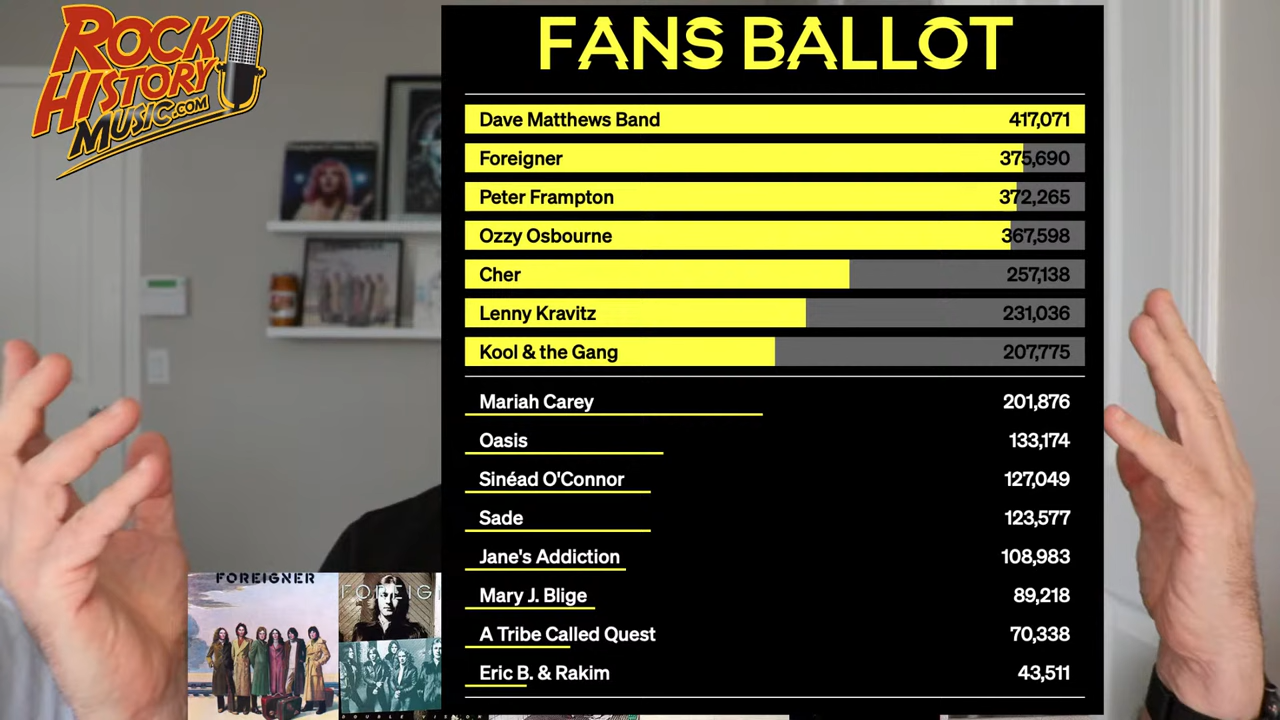 ROCK
HISTORY
MUSIC.COM
FANS BALLOT
Dave Matthews Band 417,071
Foreigner 375,690
Peter Frampton 372,265
Ozzy Osbourne 367,598
Cher 257,138
Lenny Kravitz 231,036
Kool & the Gang 207,775
Mariah Carey 201,876
Oasis 133,174
Sinéad O'Connor 127,049
Sade 123,577
Jane's Addiction 108,983
Mary J. Blige 89,218
A Tribe Called Quest 70,338
Eric B. & Rakim 43,511
FOREIGNER
FOREIG
DOUBLE VISION